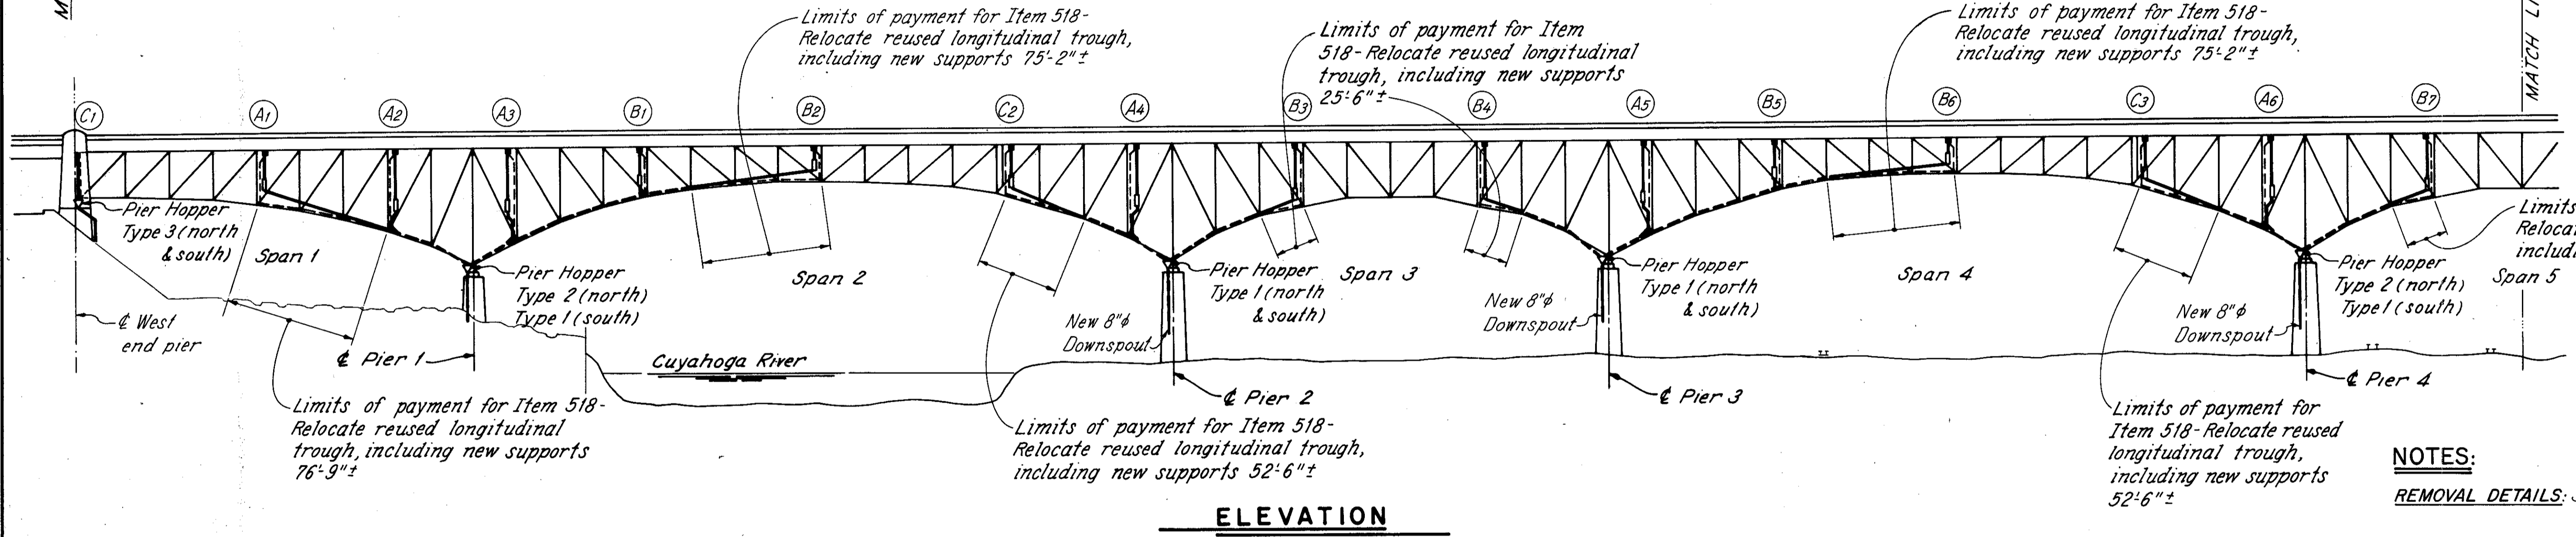 Limits of payment for Item 518-
Relocate reused longitudinal trough,
including new supports 75'-2"±
Limits of payment for Item
518-Relocate reused longitudinal
trough, including new supports
25'-6"±
Limits of payment for Item 518-
Relocate reused longitudinal trough,
including new supports 75'-2"±
MATCH LI
M
C1 A1 A2 A3 B1 B2 C2 A4 B3 B4 A5 B5 B6 C3 A6 B7
Pier Hopper
Type 3 (north
& south)
Span 1
℄ West
end pier
Pier Hopper
Type 2 (north)
Type 1 (south)
℄ Pier 1
Span 2
Cuyahoga River
New 8"ϕ
Downspout
Pier Hopper
Type 1 (north
& south)
℄ Pier 2
Span 3
New 8"ϕ
Downspout
Pier Hopper
Type 1 (north
& south)
℄ Pier 3
Span 4
New 8"ϕ
Downspout
Pier Hopper
Type 2 (north)
Type 1 (south)
℄ Pier 4
Limits
Relocat
includi
Span 5
Limits of payment for Item 518-
Relocate reused longitudinal
trough, including new supports
76'-9"±
Limits of payment for Item 518-
Relocate reused longitudinal trough,
including new supports 52'-6"±
Limits of payment for
Item 518-Relocate reused
longitudinal trough,
including new supports
52'-6"±
NOTES:
REMOVAL DETAILS:
ELEVATION